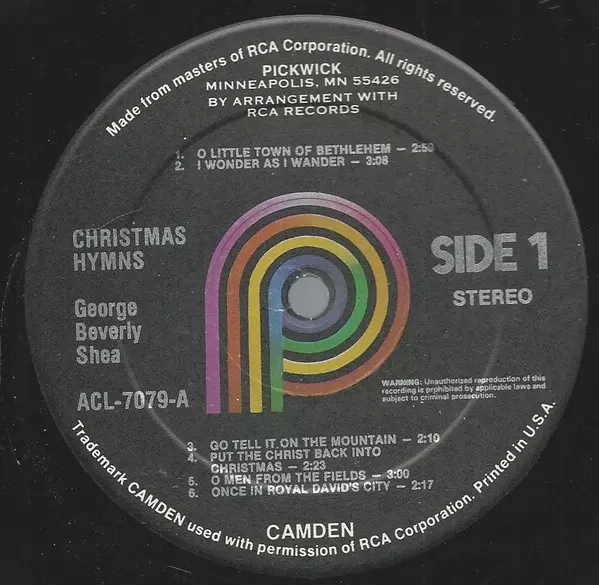 Made from masters of RCA Corporation. All rights reserved.
PICKWICK
MINNEAPOLIS, MN 55426
BY ARRANGEMENT WITH
RCA RECORDS
1. O LITTLE TOWN OF BETHLEHEM – 2:50
2. I WONDER AS I WANDER – 3:08
CHRISTMAS
HYMNS
SIDE 1
STEREO
George
Beverly
Shea
ACL-7079-A
WARNING: Unauthorized reproduction of this
recording is prohibited by applicable laws and
subject to criminal prosecution.
3. GO TELL IT ON THE MOUNTAIN – 2:10
4. PUT THE CHRIST BACK INTO
CHRISTMAS – 2:23
5. O MEN FROM THE FIELDS – 3:00
6. ONCE IN ROYAL DAVID'S CITY – 2:17
CAMDEN
Trademark CAMDEN used with permission of RCA Corporation. Printed in U.S.A.